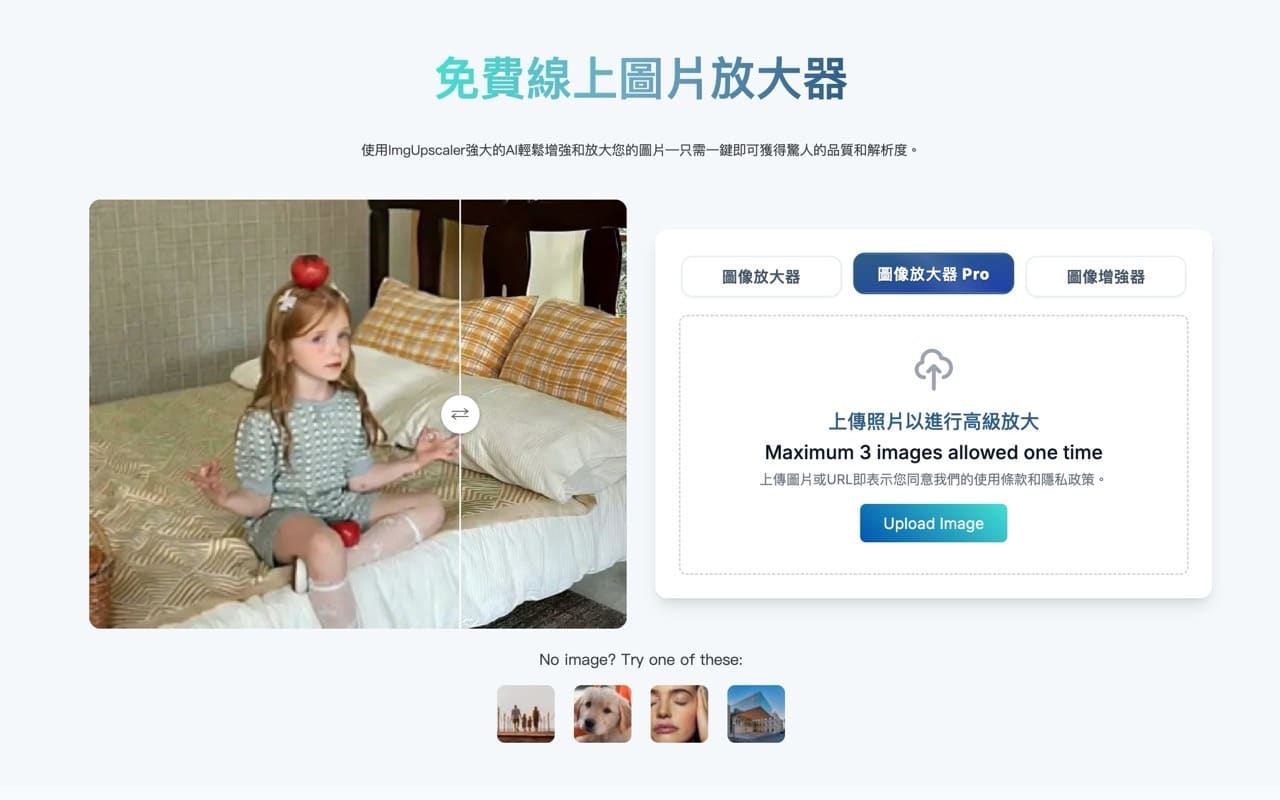 免費線上圖片放大器
使用ImgUpscaler強大的AI輕鬆增強和放大您的圖片—只需一鍵即可獲得驚人的品質和解析度。
圖像放大器
圖像放大器 Pro
圖像增強器
上傳照片以進行高級放大
Maximum 3 images allowed one time
上傳圖片或URL即表示您同意我們的使用條款和隱私政策。
Upload Image
No image? Try one of these: